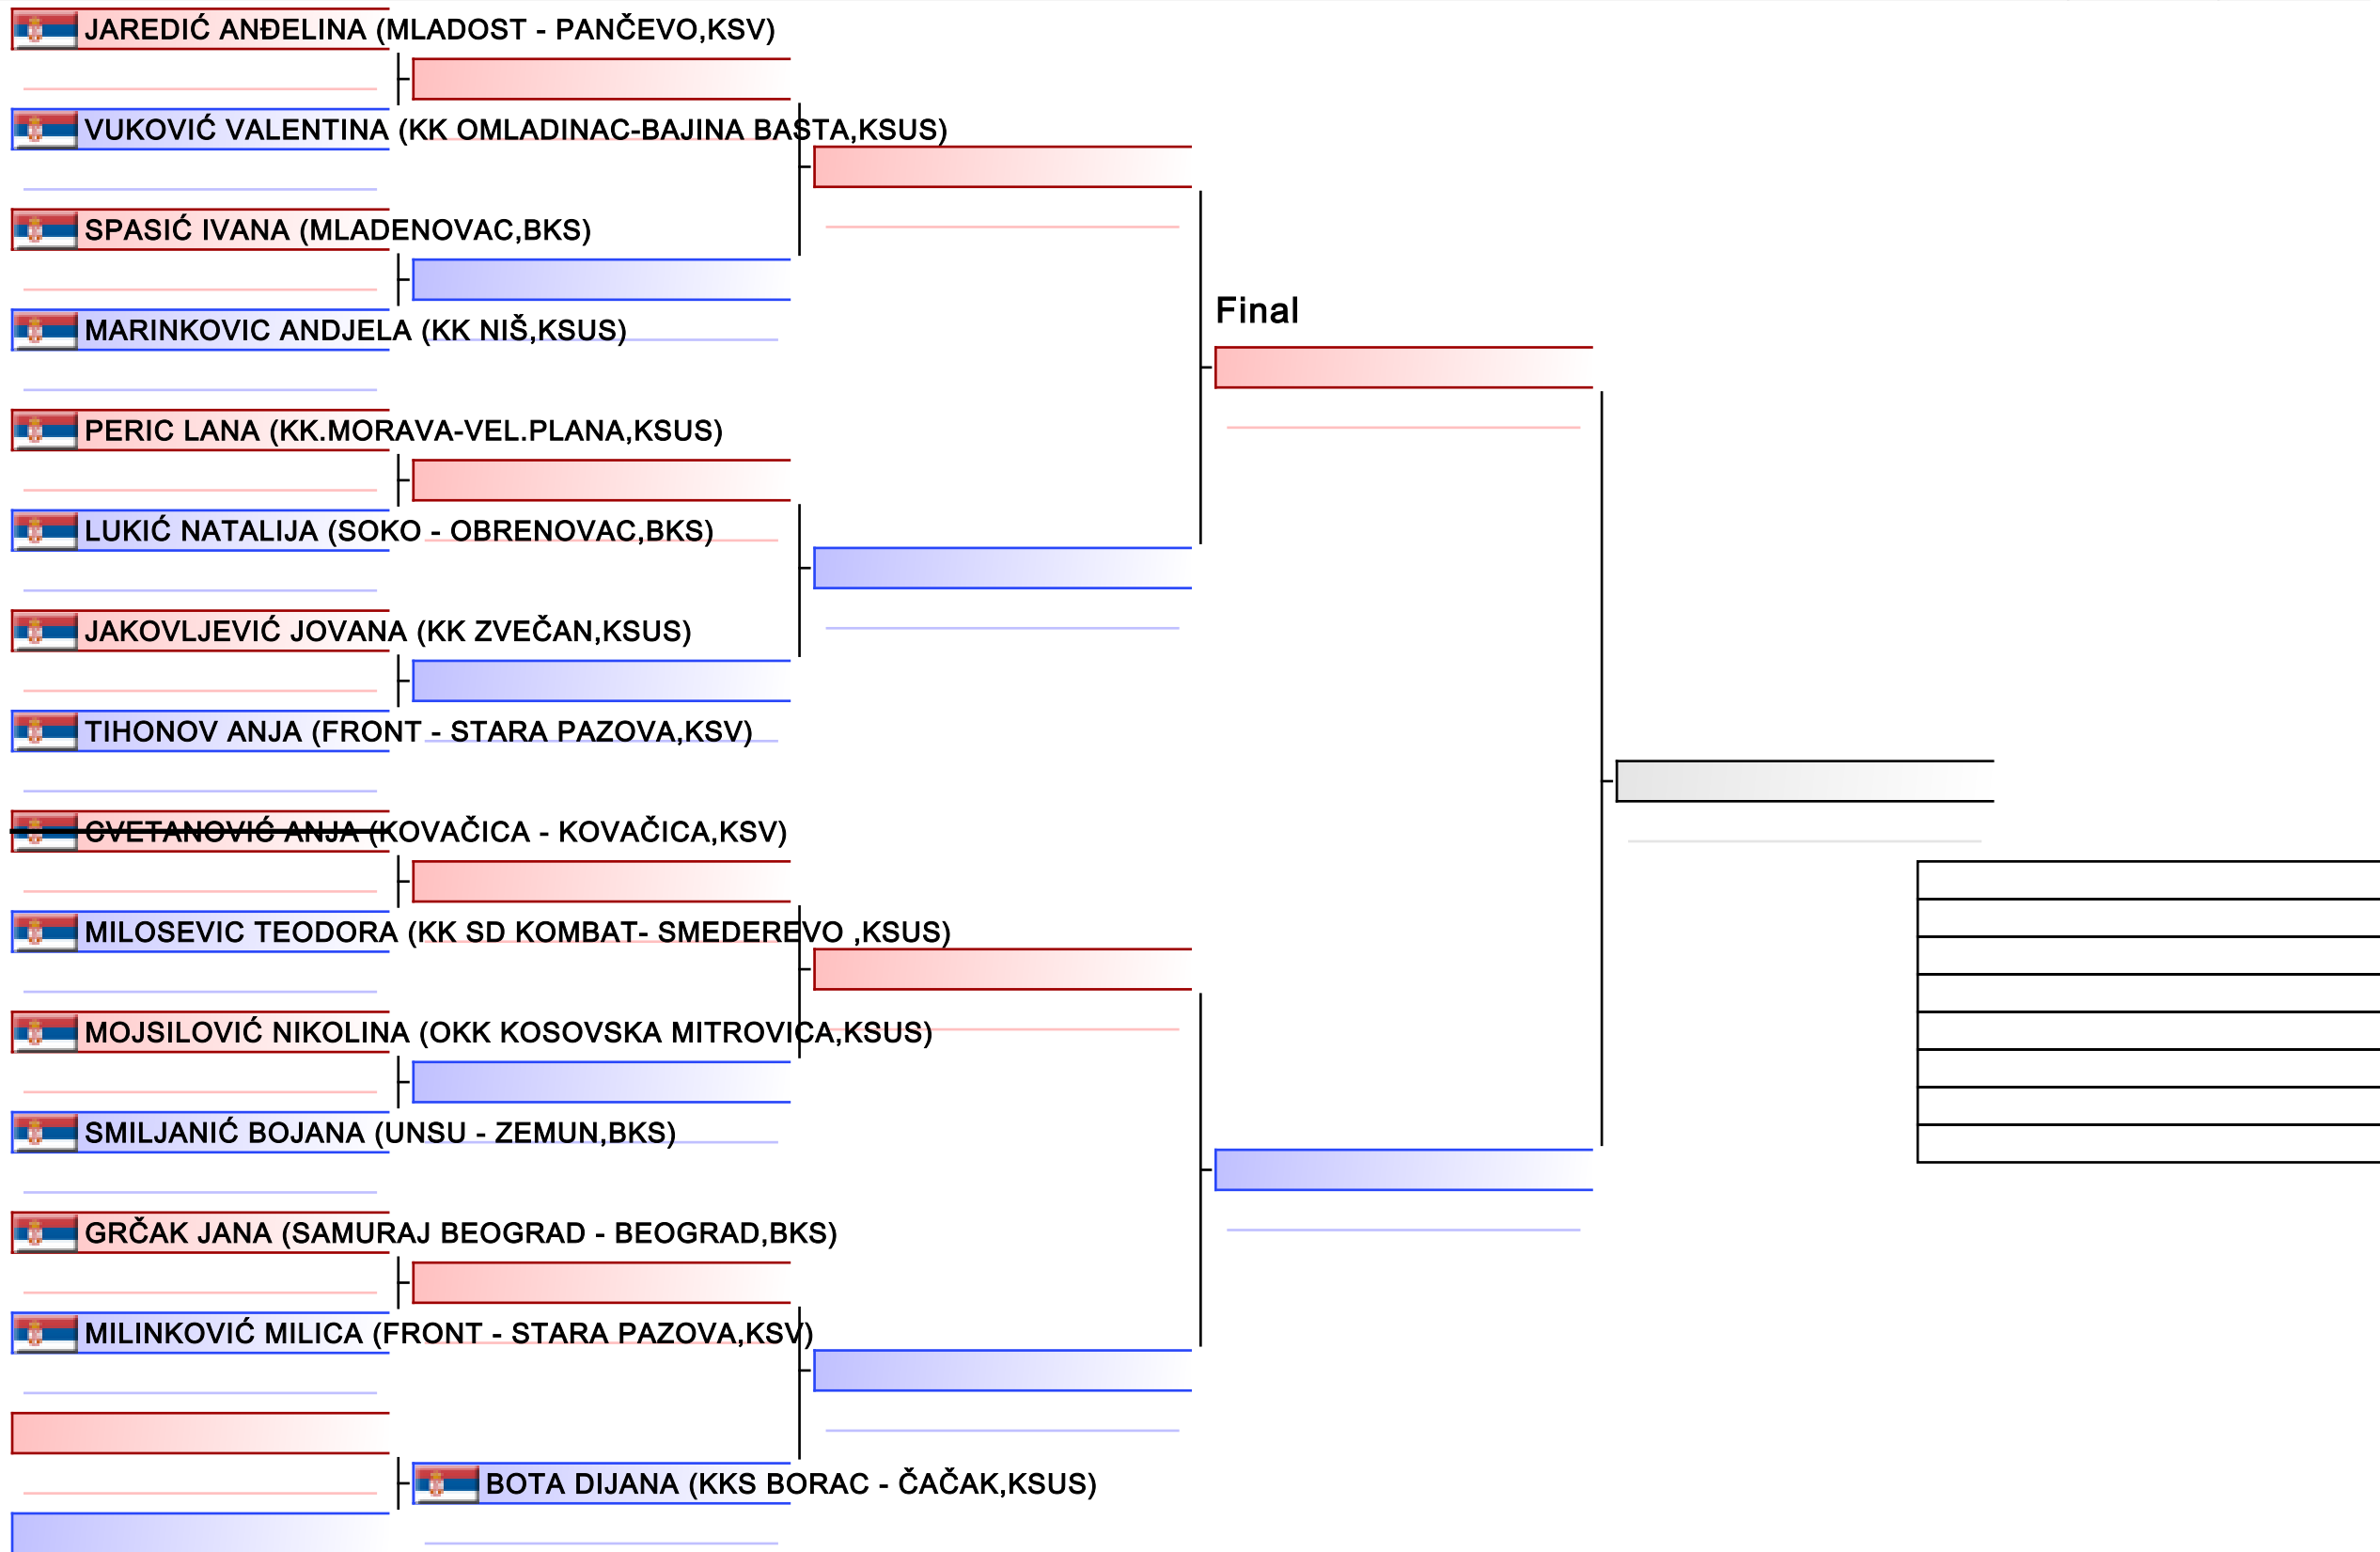 JAREDIĆ ANĐELINA (MLADOST - PANČEVO,KSV)
VUKOVIĆ VALENTINA (KK OMLADINAC-BAJINA BASTA,KSUS)
SPASIĆ IVANA (MLADENOVAC,BKS)
Final
MARINKOVIC ANDJELA (KK NIŠ,KSUS)
PERIC LANA (KK.MORAVA-VEL.PLANA,KSUS)
LUKIĆ NATALIJA (SOKO - OBRENOVAC,BKS)
JAKOVLJEVIĆ JOVANA (KK ZVEČAN,KSUS)
TIHONOV ANJA (FRONT - STARA PAZOVA,KSV)
CVETANOVIĆ ANJA (KOVAČICA - KOVAČICA,KSV)
MILOSEVIC TEODORA (KK SD KOMBAT- SMEDEREVO ,KSUS)
MOJSILOVIĆ NIKOLINA (OKK KOSOVSKA MITROVICA,KSUS)
SMILJANIĆ BOJANA (UNSU - ZEMUN,BKS)
GRČAK JANA (SAMURAJ BEOGRAD - BEOGRAD,BKS)
MILINKOVIĆ MILICA (FRONT - STARA PAZOVA,KSV)
BOTA DIJANA (KKS BORAC - ČAČAK,KSUS)